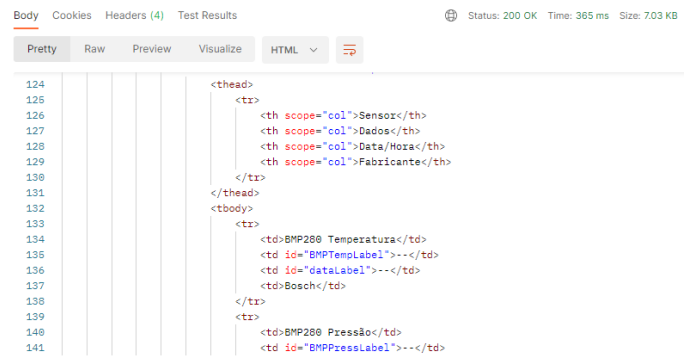 Body Cookies Headers (4) Test Results Status: 200 OK Time: 365 ms Size: 7.03 KB
Pretty Raw Preview Visualize HTML
124 <thead>
125 <tr>
126 <th scope="col">Sensor</th>
127 <th scope="col">Dados</th>
128 <th scope="col">Data/Hora</th>
129 <th scope="col">Fabricante</th>
130 </tr>
131 </thead>
132 <tbody>
133 <tr>
134 <td>BMP280 Temperatura</td>
135 <td id="BMPTempLabel">--</td>
136 <td id="dataLabel">--</td>
137 <td>Bosch</td>
138 </tr>
139 <tr>
140 <td>BMP280 Pressão</td>
141 <td id="BMPPressLabel">--</td>